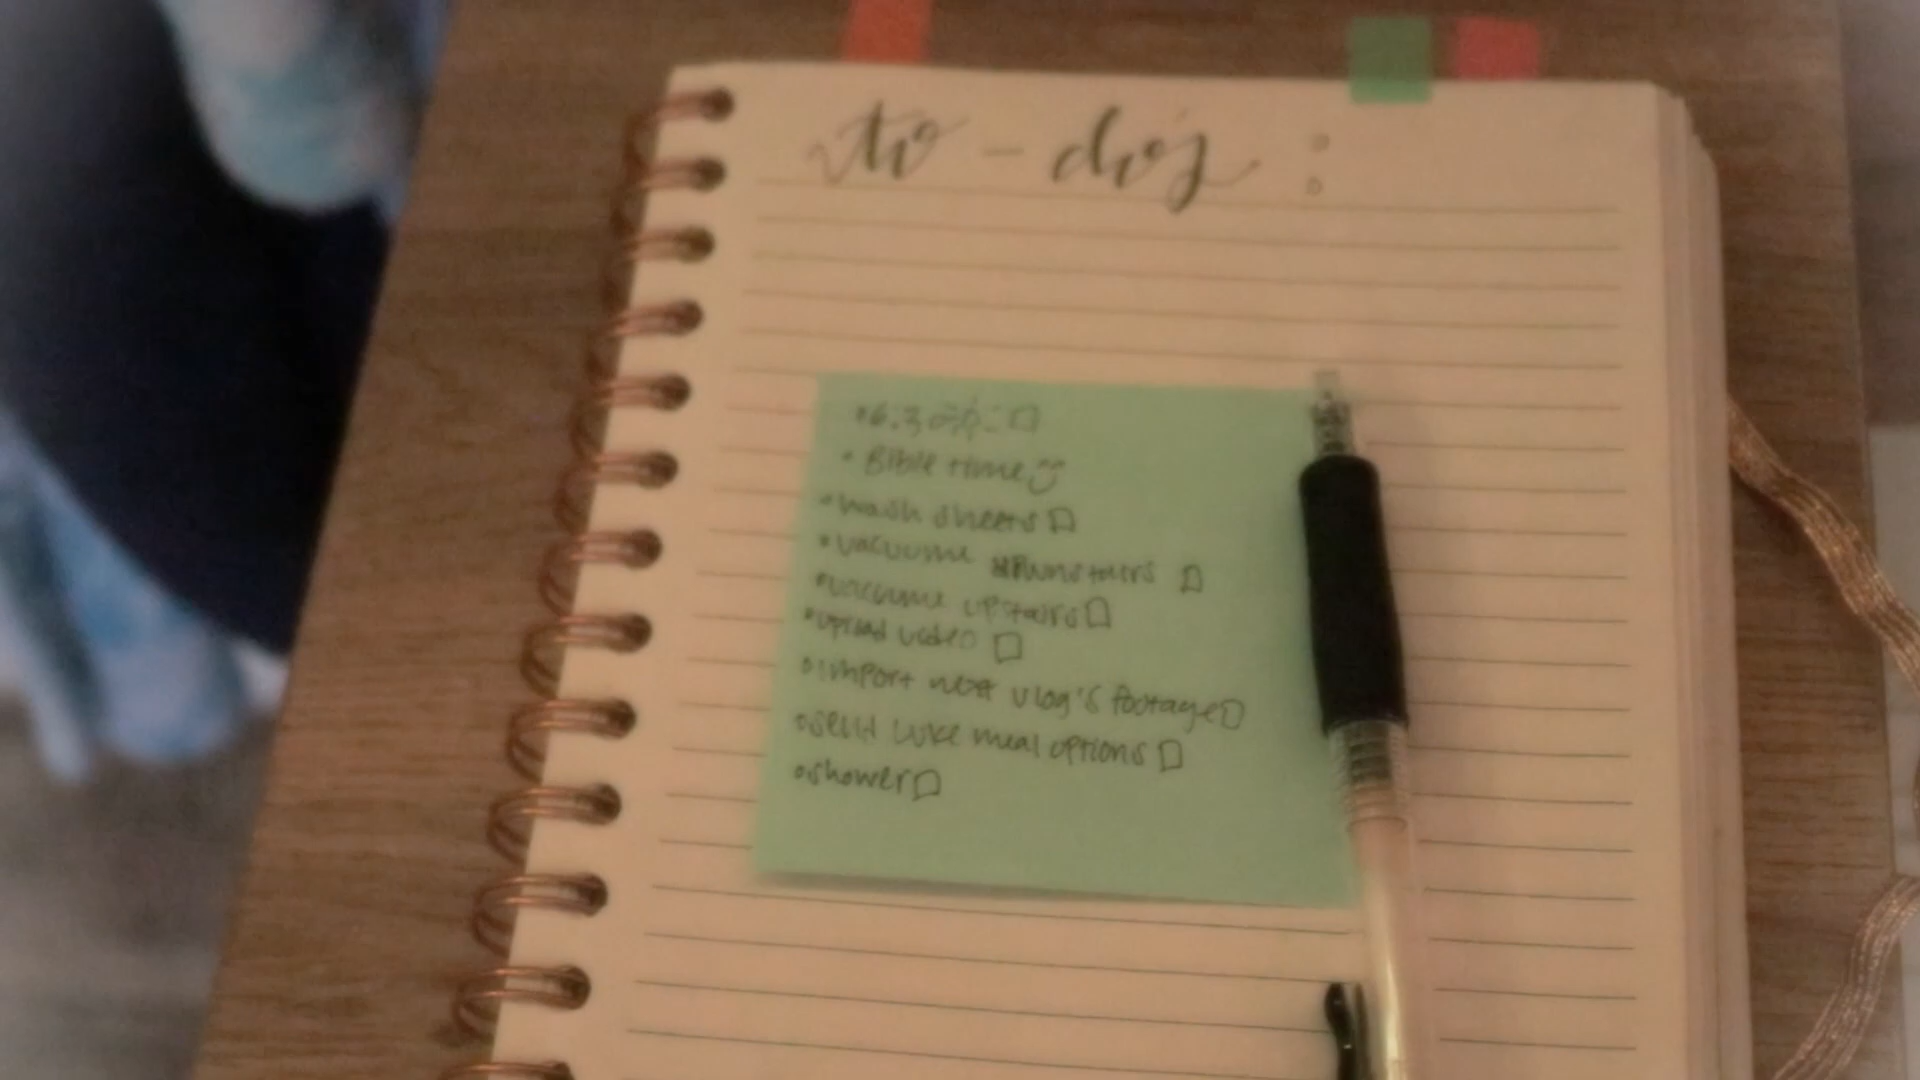 to-do's :
• Bible time
• wash sheets
• vacuume downstairs
• vacuume upstairs
• upload video
• import next vlog's footage
• send Luke meal options
• shower